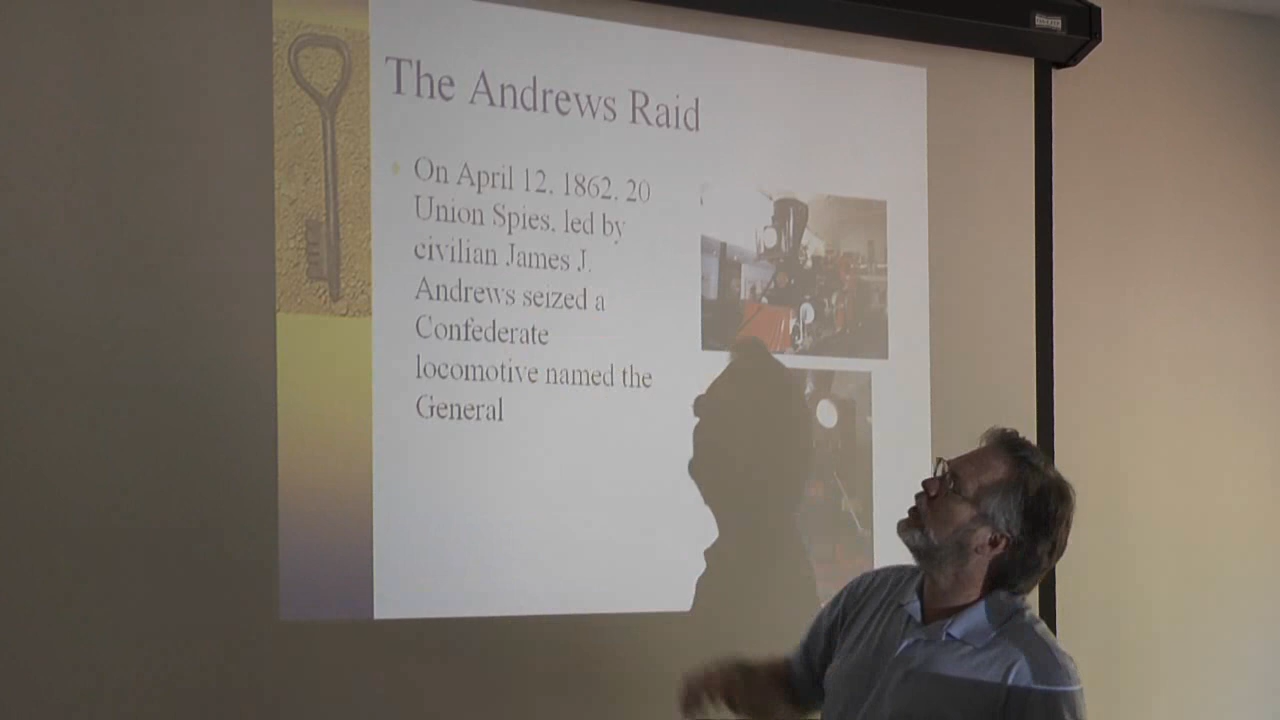 The Andrews Raid
On April 12, 1862, 20
Union Spies, led by
civilian James J.
Andrews seized a
Confederate
locomotive named the
General